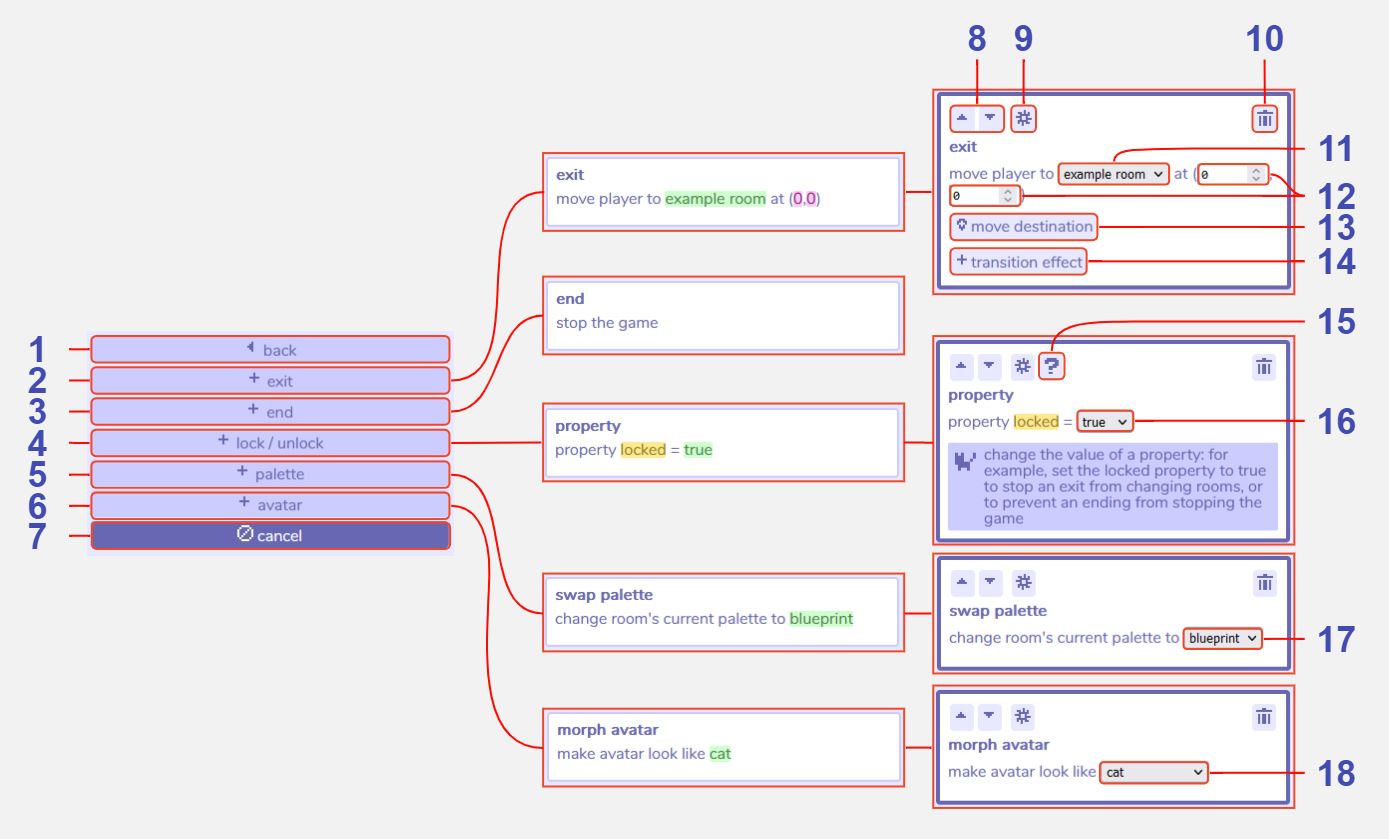 8 9 10
exit
move player to example room at (0,
0)
move destination
+ transition effect
11
12
13
14
exit
move player to example room at (0,0)
end
stop the game
1 back
2 + exit
3 + end
4 + lock / unlock
5 + palette
6 + avatar
7 cancel
property
property locked = true
15
?
property
property locked = true
16
change the value of a property: for
example, set the locked property to true
to stop an exit from changing rooms, or
to prevent an ending from stopping the
game
swap palette
change room's current palette to blueprint
swap palette
change room's current palette to blueprint
17
morph avatar
make avatar look like cat
morph avatar
make avatar look like cat
18